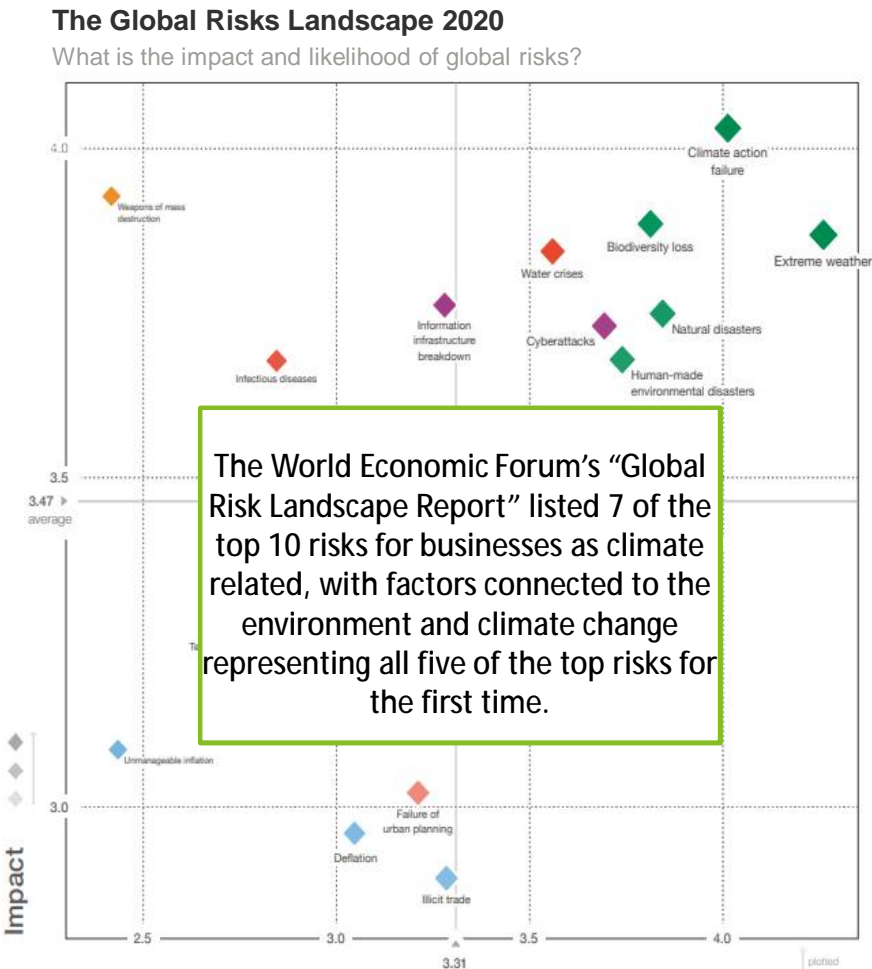 The Global Risks Landscape 2020
What is the impact and likelihood of global risks?
4.0
Climate action
failure
Weapons of mass
destruction
Biodiversity loss
Extreme weather
Water crises
Information
infrastructure
breakdown
Cyberattacks
Natural disasters
Infectious diseases
Human-made
environmental disasters
3.5
3.47
average
The World Economic Forum's “Global
Risk Landscape Report” listed 7 of the
top 10 risks for businesses as climate
related, with factors connected to the
environment and climate change
representing all five of the top risks for
the first time.
Unmanageable inflation
3.0
Failure of
urban planning
Deflation
Illicit trade
Impact
2.5
3.0
3.5
4.0
3.31
plotted